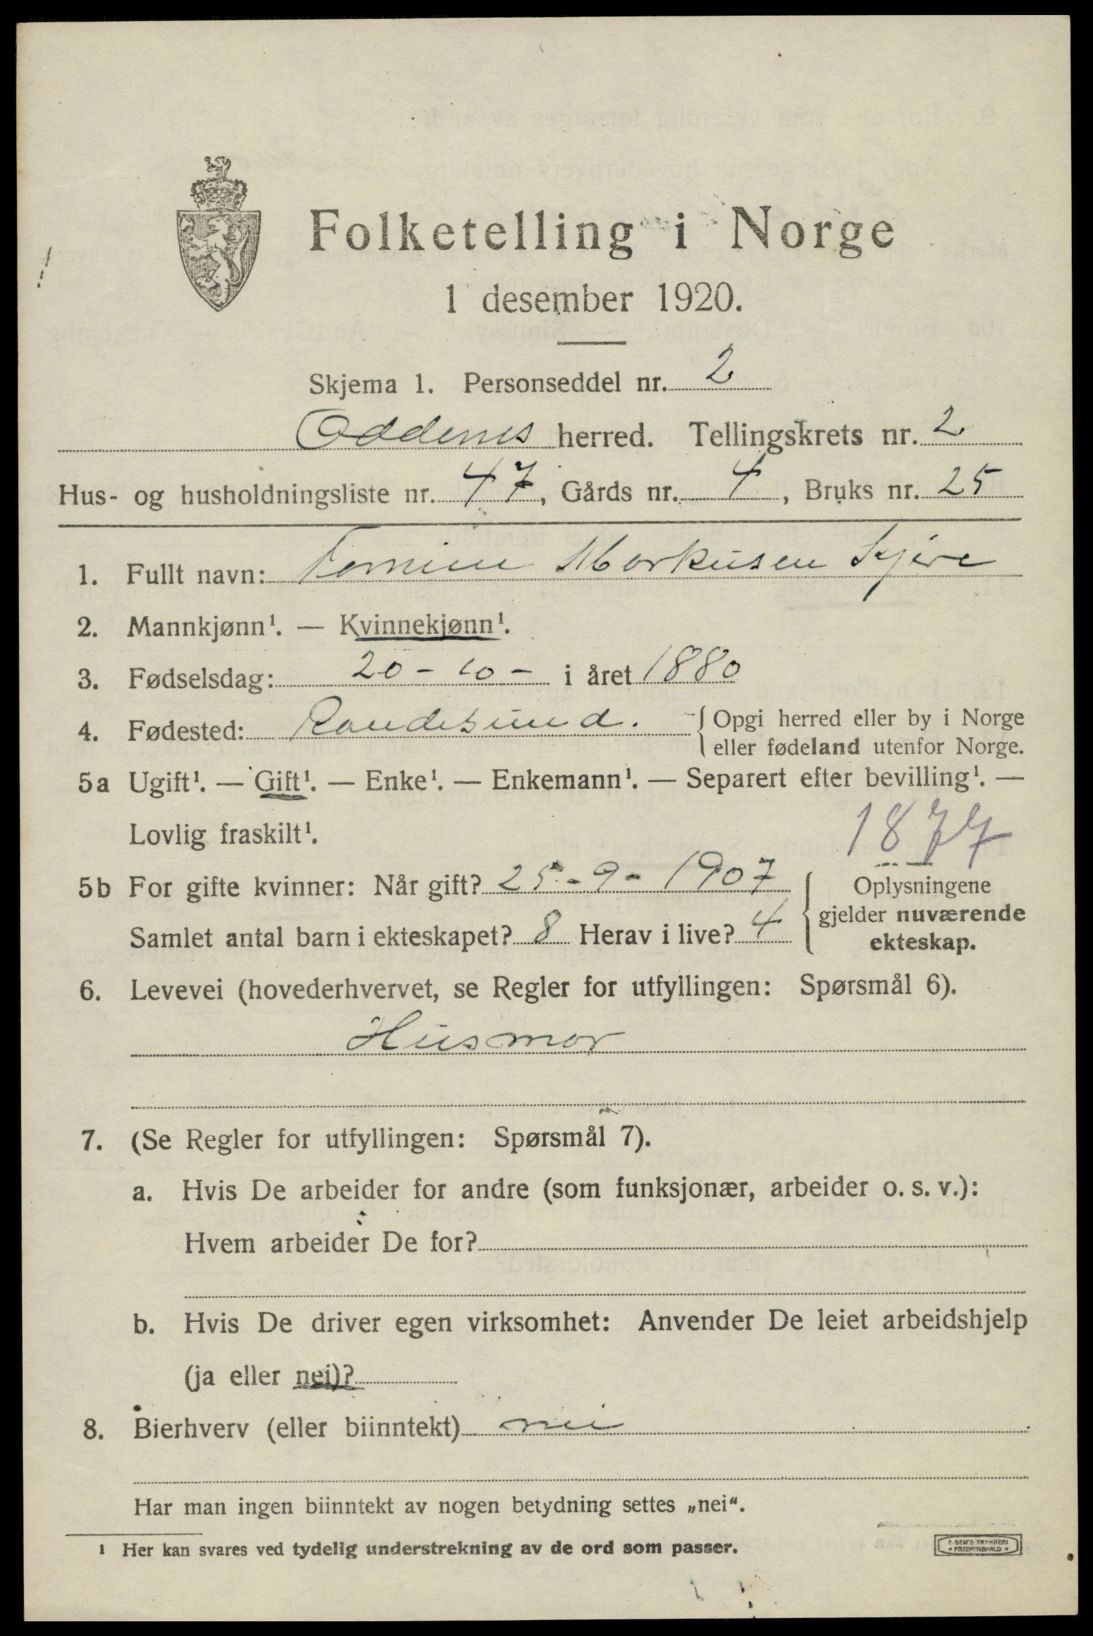 Folketelling i Norge
1 desember 1920.
Skjema 1. Personseddel nr. 2
Oddernes herred. Tellingskrets nr. 2
Hus- og husholdningsliste nr. 47, Gårds nr. 4, Bruks nr. 25
1. Fullt navn: Markusen
2. Mannkjønn¹. — Kvinnekjønn¹.
3. Fødselsdag: 20-10- i året 1880
4. Fødested: Randesund. { Opgi herred eller by i Norge
eller fødeland utenfor Norge.
5a Ugift¹. — Gift¹. — Enke¹. — Enkemann¹. — Separert efter bevilling¹. —
Lovlig fraskilt¹.
1877
5b For gifte kvinner: Når gift? 25-9-1907
Samlet antal barn i ekteskapet? 8 Herav i live? 4
{ Oplysningene
gjelder nuværende
ekteskap.
6. Levevei (hovederhvervet, se Regler for utfyllingen: Spørsmål 6).
Husmor
7. (Se Regler for utfyllingen: Spørsmål 7).
a. Hvis De arbeider for andre (som funksjonær, arbeider o. s. v.):
Hvem arbeider De for?
b. Hvis De driver egen virksomhet: Anvender De leiet arbeidshjelp
(ja eller nei)?
8. Bierhverv (eller biinntekt) nei
Har man ingen biinntekt av nogen betydning settes „nei“.
¹ Her kan svares ved tydelig understrekning av de ord som passer.